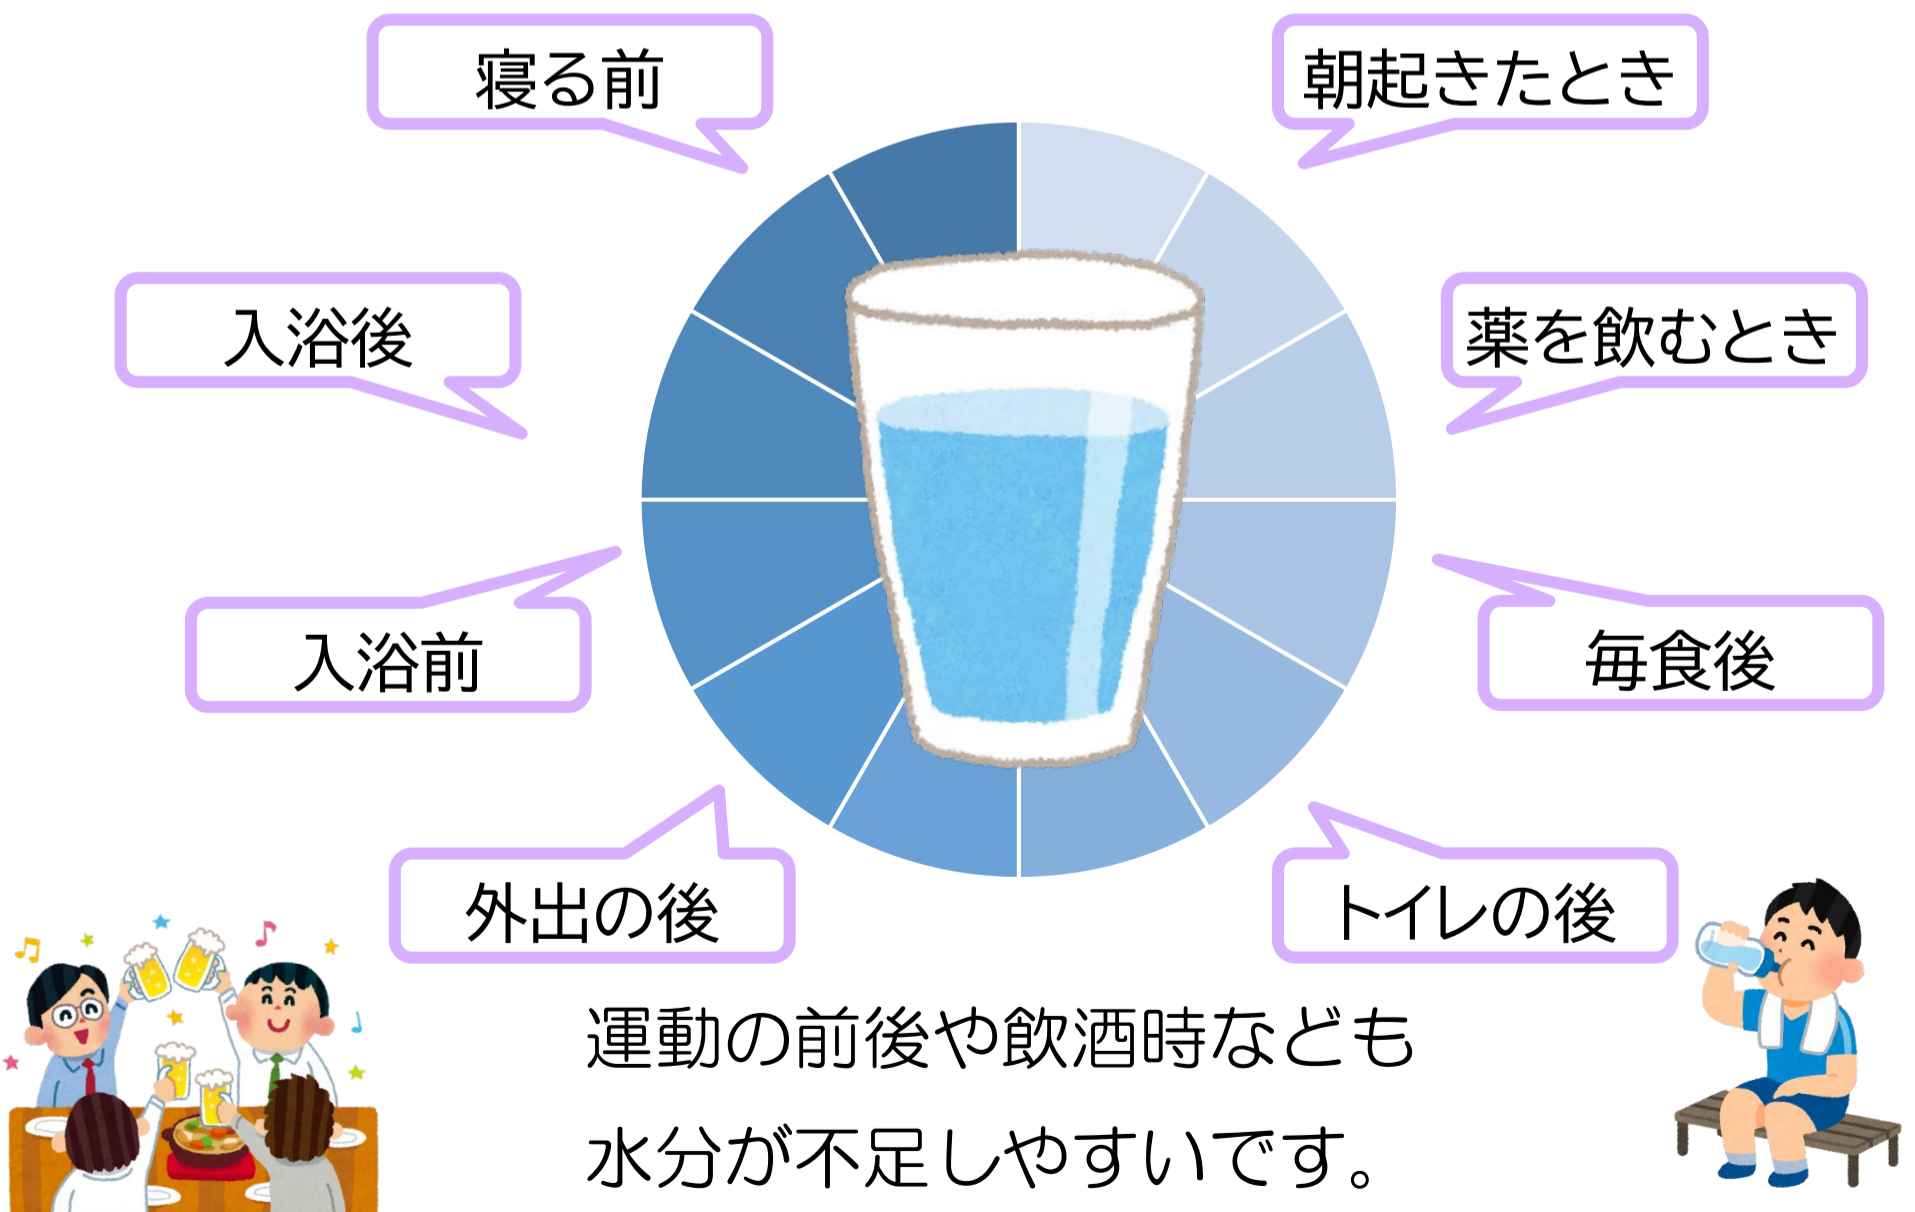 朝起きたとき
薬を飲むとき
毎食後
トイレの後
外出の後
入浴前
入浴後
寝る前
運動の前後や飲酒時なども
水分が不足しやすいです。